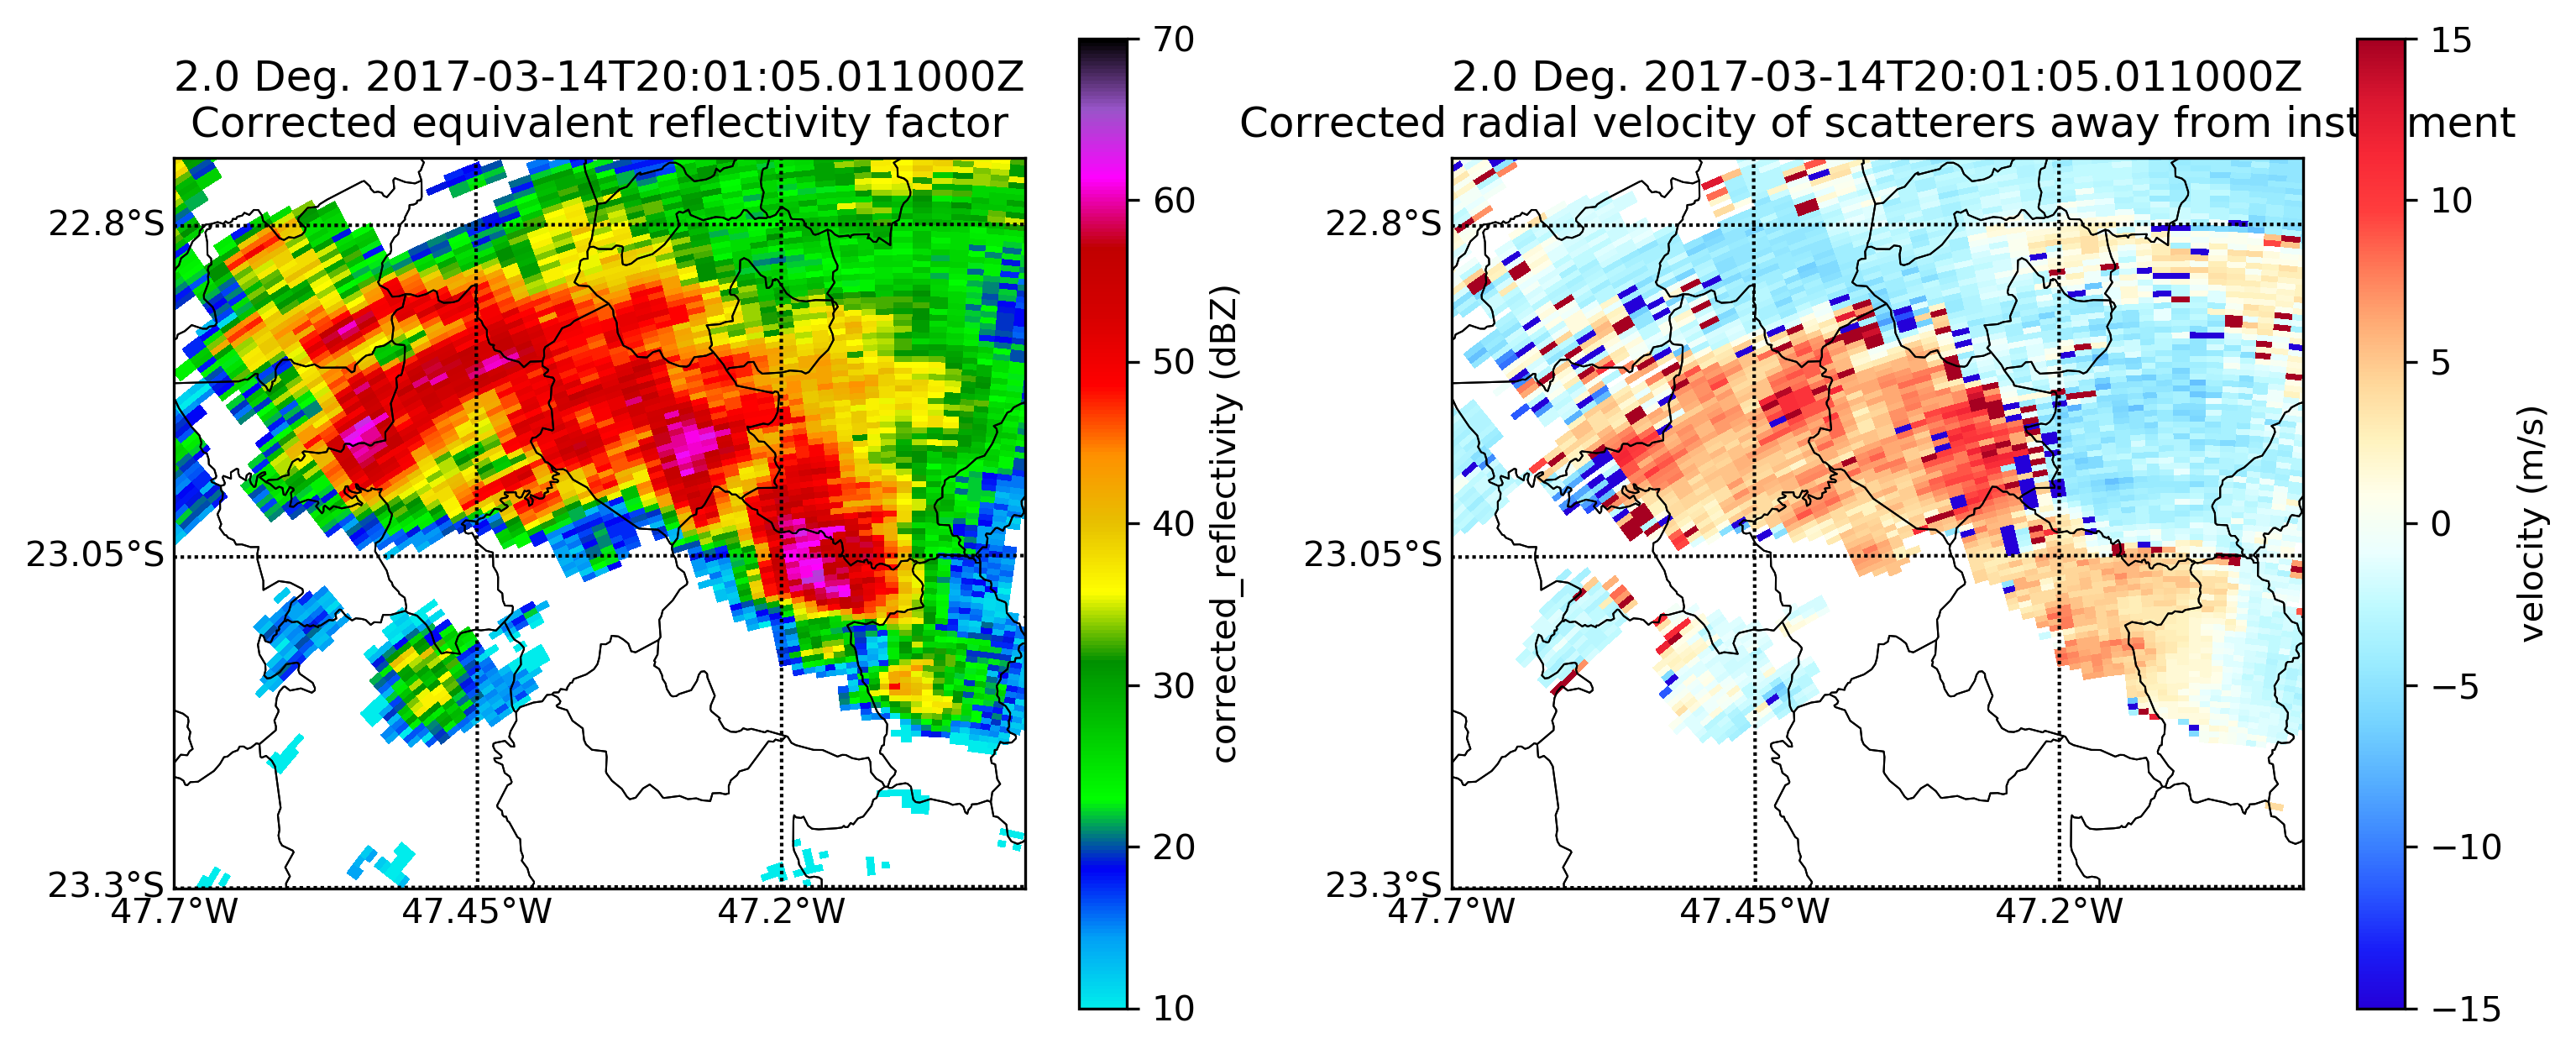 2.0 Deg. 2017-03-14T20:01:05.011000Z
Corrected equivalent reflectivity factor
22.8°S
23.05°S
23.3°S
47.7°W
47.45°W
47.2°W
70
60
50
40
30
20
10
corrected_reflectivity (dBZ)
2.0 Deg. 2017-03-14T20:01:05.011000Z
Corrected radial velocity of scatterers away from inst ment
22.8°S
23.05°S
23.3°S
47.7°W
47.45°W
47.2°W
15
10
5
0
−5
−10
−15
velocity (m/s)